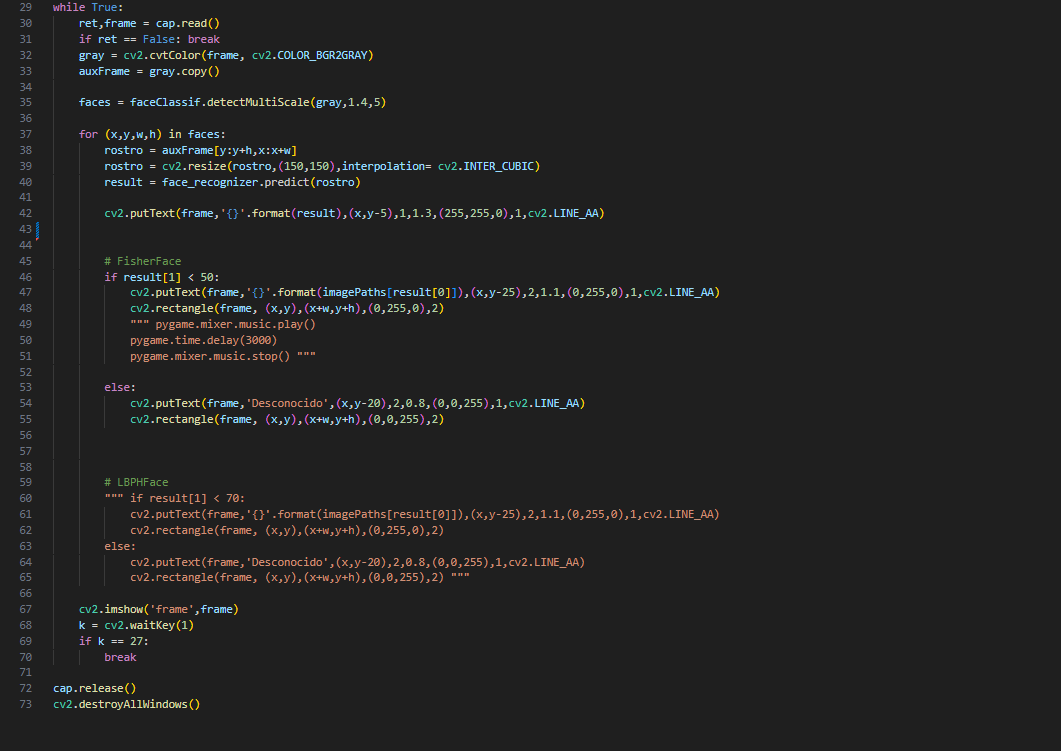 29 while True:
30 ret,frame = cap.read()
31 if ret == False: break
32 gray = cv2.cvtColor(frame, cv2.COLOR_BGR2GRAY)
33 auxFrame = gray.copy()
34
35 faces = faceClassif.detectMultiScale(gray,1.4,5)
36
37 for (x,y,w,h) in faces:
38 rostro = auxFrame[y:y+h,x:x+w]
39 rostro = cv2.resize(rostro,(150,150),interpolation= cv2.INTER_CUBIC)
40 result = face_recognizer.predict(rostro)
41
42 cv2.putText(frame,'{}'.format(result),(x,y-5),1,1.3,(255,255,0),1,cv2.LINE_AA)
43
44
45 # FisherFace
46 if result[1] < 50:
47 cv2.putText(frame,'{}'.format(imagePaths[result[0]]),(x,y-25),2,1.1,(0,255,0),1,cv2.LINE_AA)
48 cv2.rectangle(frame, (x,y),(x+w,y+h),(0,255,0),2)
49 """ pygame.mixer.music.play()
50 pygame.time.delay(3000)
51 pygame.mixer.music.stop() """
52
53 else:
54 cv2.putText(frame,'Desconocido',(x,y-20),2,0.8,(0,0,255),1,cv2.LINE_AA)
55 cv2.rectangle(frame, (x,y),(x+w,y+h),(0,0,255),2)
56
57
58
59 # LBPHFace
60 """ if result[1] < 70:
61 cv2.putText(frame,'{}'.format(imagePaths[result[0]]),(x,y-25),2,1.1,(0,255,0),1,cv2.LINE_AA)
62 cv2.rectangle(frame, (x,y),(x+w,y+h),(0,255,0),2)
63 else:
64 cv2.putText(frame,'Desconocido',(x,y-20),2,0.8,(0,0,255),1,cv2.LINE_AA)
65 cv2.rectangle(frame, (x,y),(x+w,y+h),(0,0,255),2) """
66
67 cv2.imshow('frame',frame)
68 k = cv2.waitKey(1)
69 if k == 27:
70 break
71
72 cap.release()
73 cv2.destroyAllWindows()